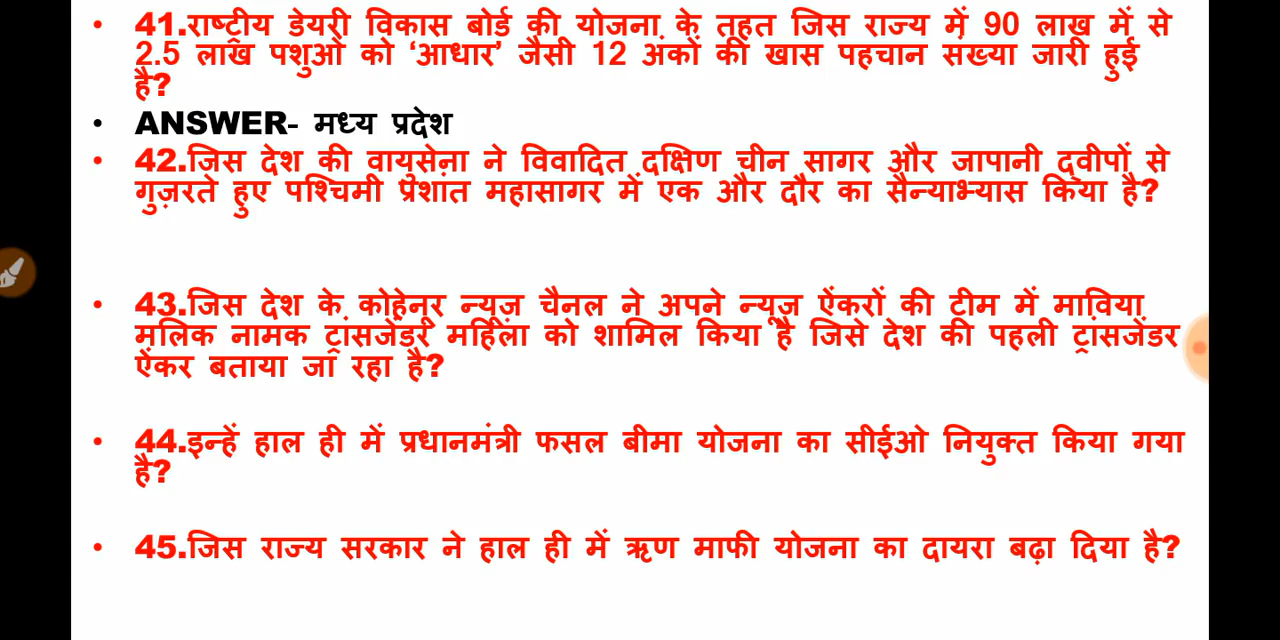 • 41.राष्ट्रीय डेयरी विकास बोर्ड की योजना के तहत जिस राज्य में 90 लाख में से
2.5 लाख पशुओं को ‘आधार’ जैसी 12 अंकों की खास पहचान संख्या जारी हुई
है?
• ANSWER- मध्य प्रदेश
• 42.जिस देश की वायुसेना ने विवादित दक्षिण चीन सागर और जापानी द्वीपों से
गुज़रते हुए पश्चिमी प्रशांत महासागर में एक और दौर का सैन्याभ्यास किया है?
• 43.जिस देश के कोहेनूर न्यूज़ चैनल ने अपने न्यूज़ ऐंकरों की टीम में माविया
मलिक नामक ट्रांसजेंडर महिला को शामिल किया है जिसे देश की पहली ट्रांसजेंडर
ऐंकर बताया जा रहा है?
• 44.इन्हें हाल ही में प्रधानमंत्री फसल बीमा योजना का सीईओ नियुक्त किया गया
है?
• 45.जिस राज्य सरकार ने हाल ही में ऋण माफी योजना का दायरा बढ़ा दिया है?